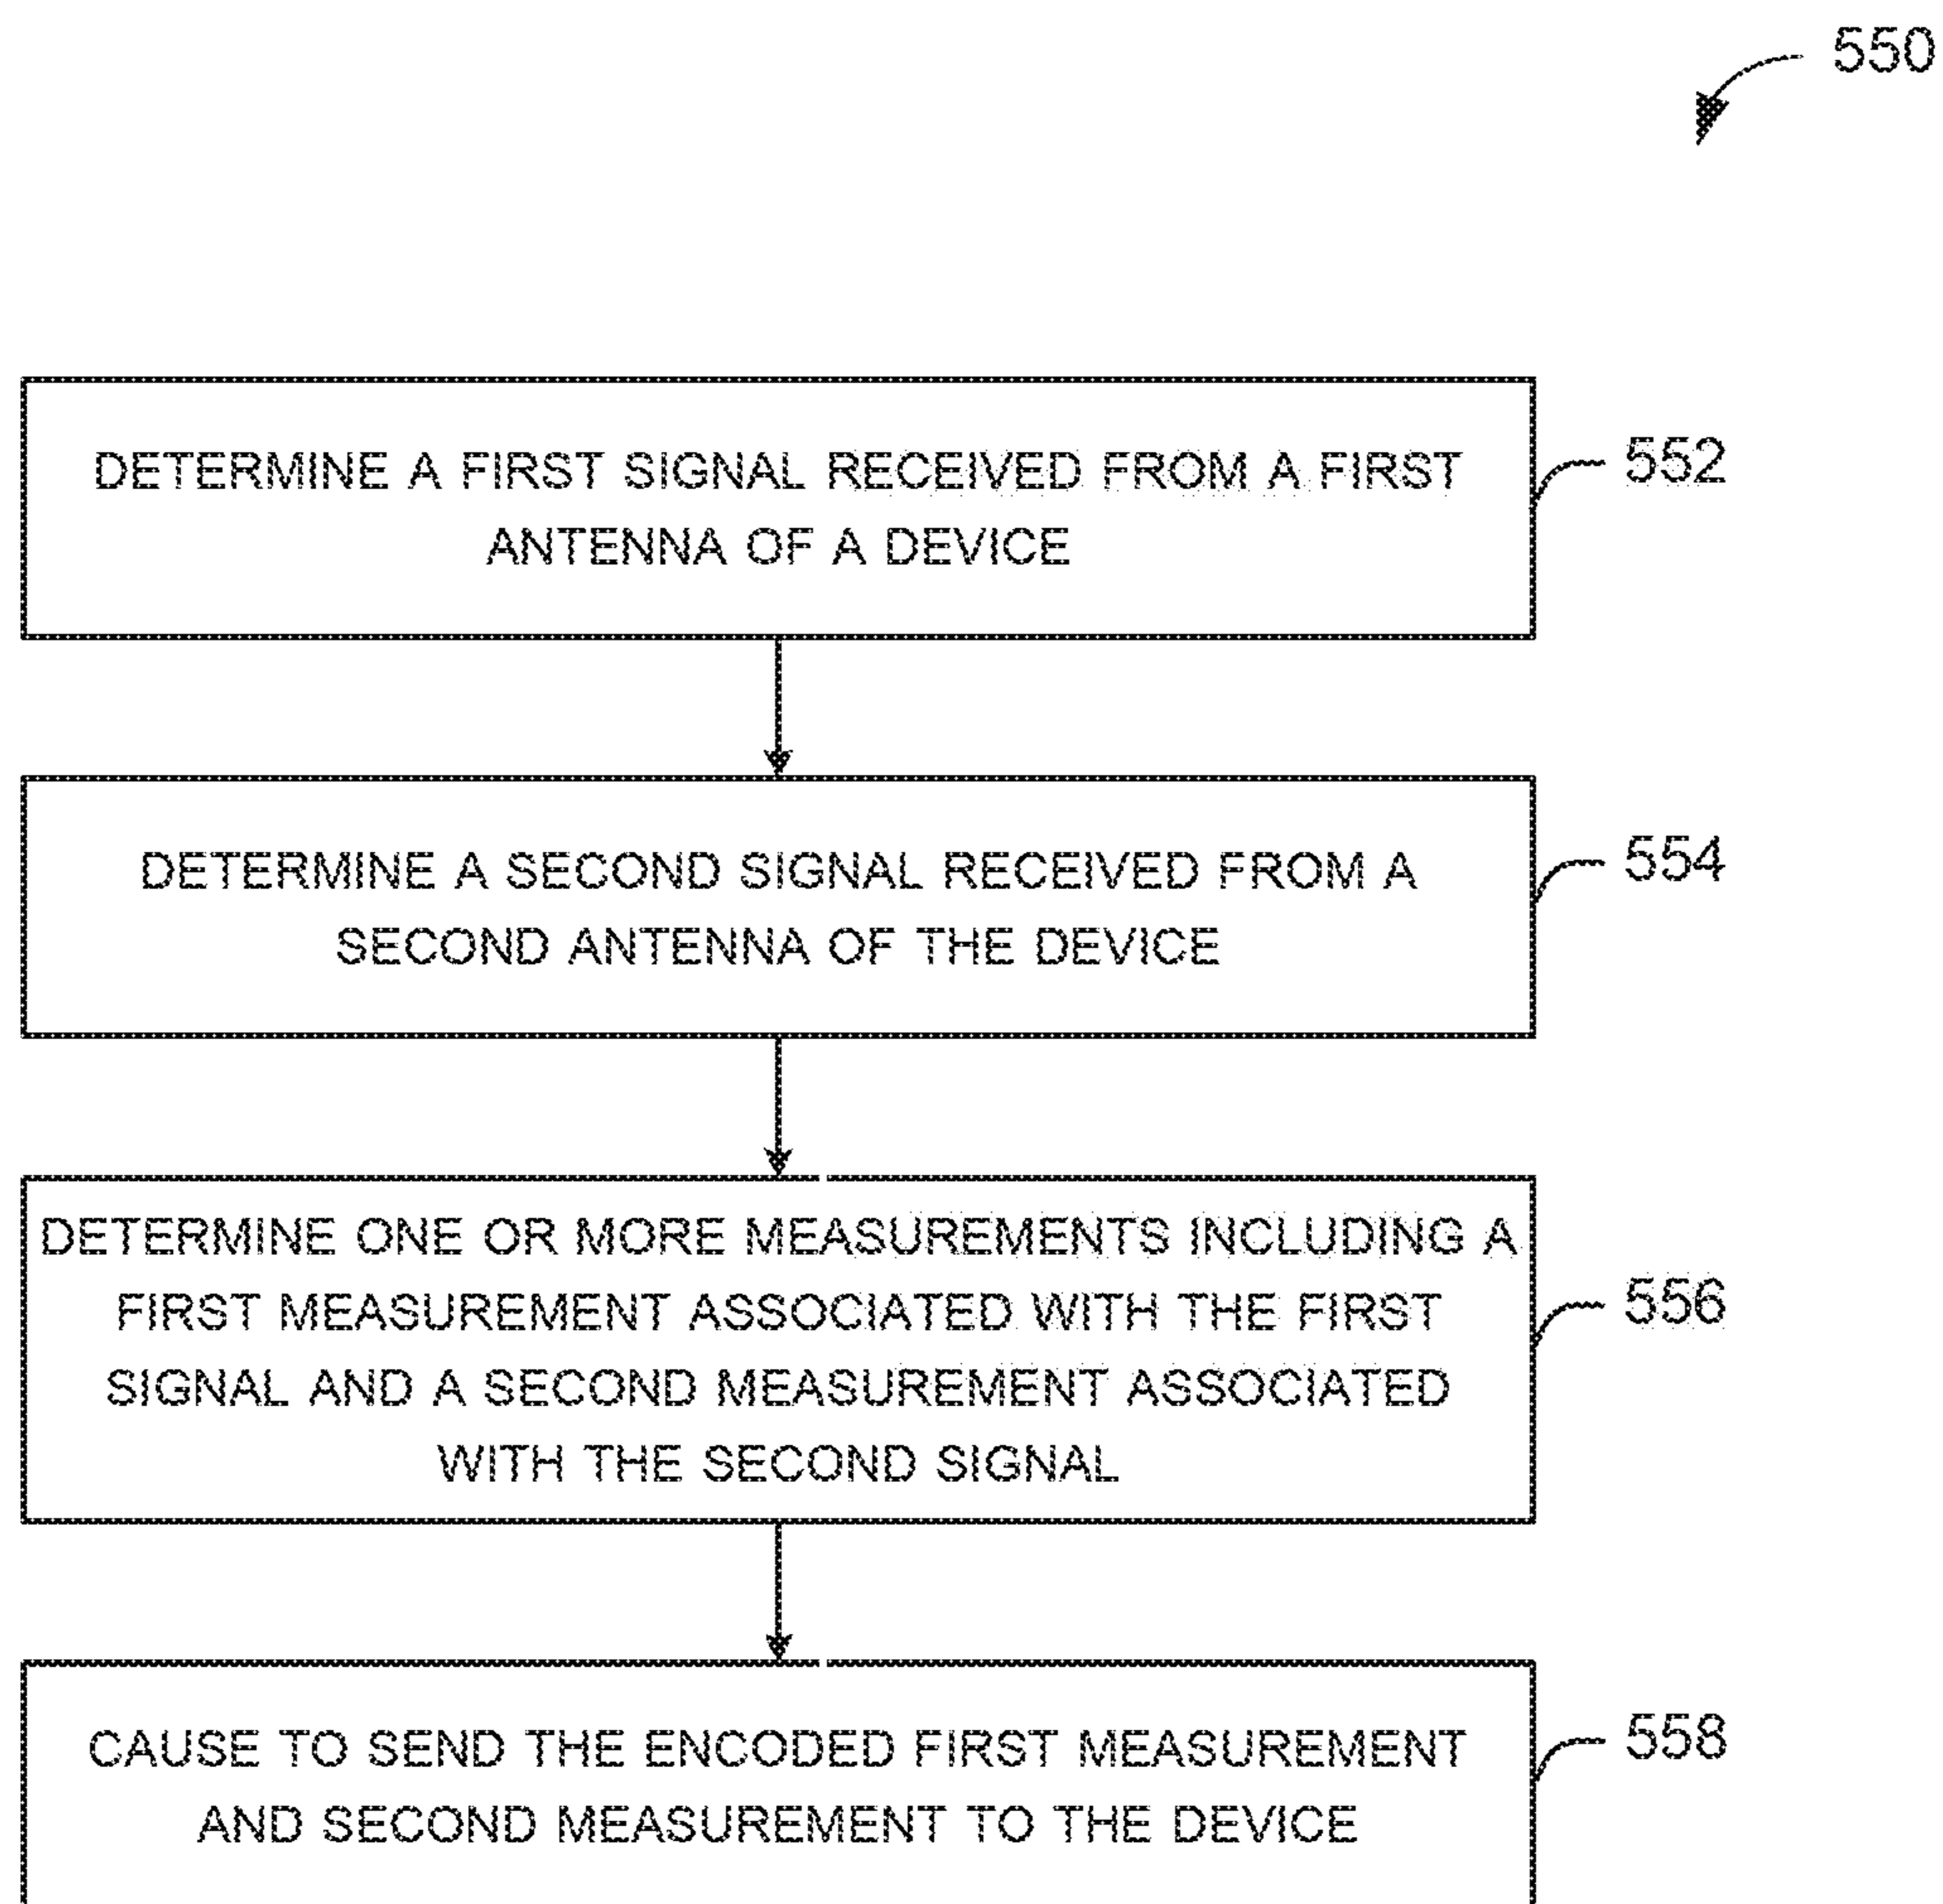 550
DETERMINE A FIRST SIGNAL RECEIVED FROM A FIRST
ANTENNA OF A DEVICE
552
DETERMINE A SECOND SIGNAL RECEIVED FROM A
SECOND ANTENNA OF THE DEVICE
554
DETERMINE ONE OR MORE MEASUREMENTS INCLUDING A
FIRST MEASUREMENT ASSOCIATED WITH THE FIRST
SIGNAL AND A SECOND MEASUREMENT ASSOCIATED
WITH THE SECOND SIGNAL
556
CAUSE TO SEND THE ENCODED FIRST MEASUREMENT
AND SECOND MEASUREMENT TO THE DEVICE
558